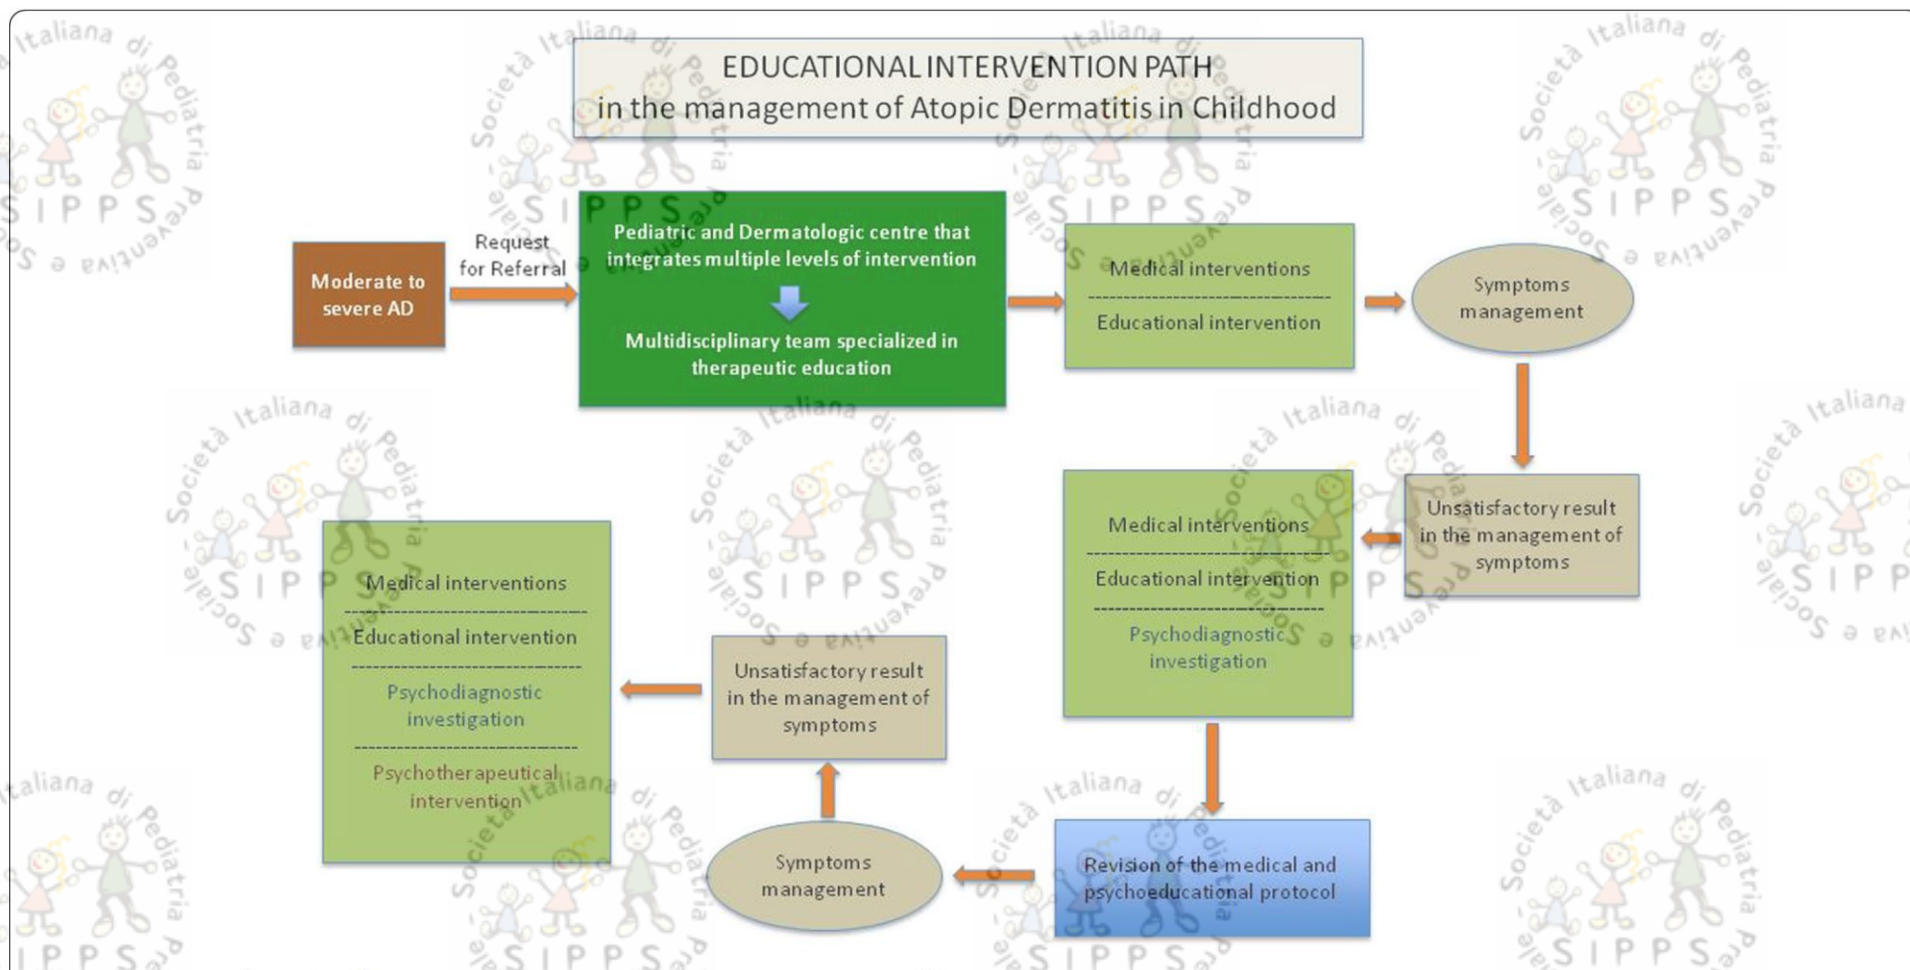 EDUCATIONAL INTERVENTION PATH
in the management of Atopic Dermatitis in Childhood
Moderate to
severe AD
Request
for Referral
Pediatric and Dermatologic centre that
integrates multiple levels of intervention
Multidisciplinary team specialized in
therapeutic education
Medical interventions
Educational intervention
Symptoms
management
Unsatisfactory result
in the management of
symptoms
Medical interventions
Educational intervention
Psychodiagnostic
investigation
Revision of the medical and
psychoeducational protocol
Symptoms
management
Unsatisfactory result
in the management of
symptoms
Medical interventions
Educational intervention
Psychodiagnostic
investigation
Psychotherapeutical
intervention
Società Italiana di Pediatria Preventiva e Sociale
SIPPS